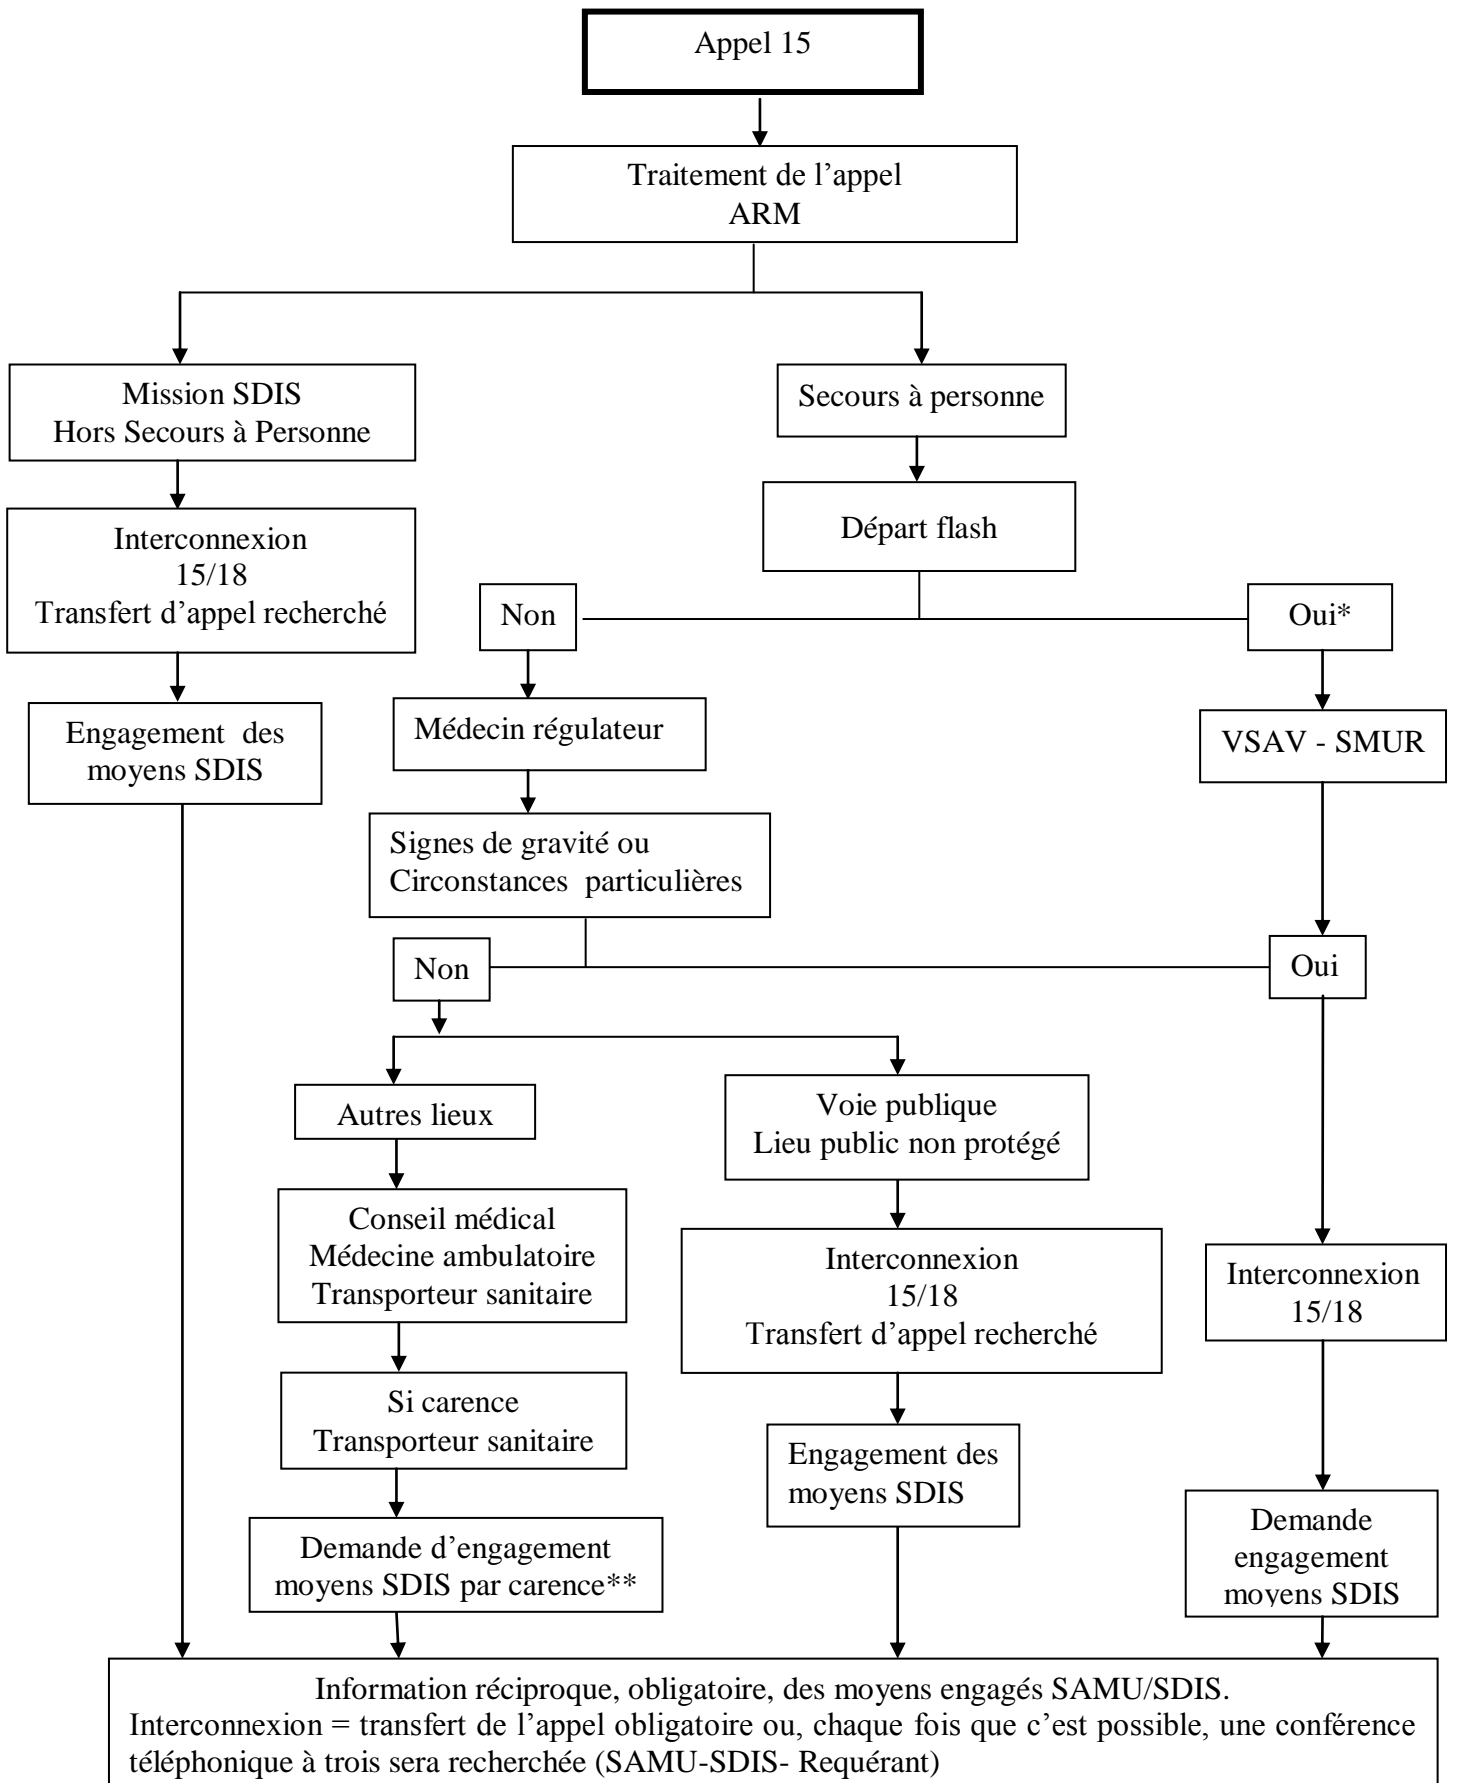 Appel 15
Traitement de l’appel
ARM
Mission SDIS
Hors Secours à Personne
Secours à personne
Interconnexion
15/18
Transfert d’appel recherché
Départ flash
Non
Oui*
Engagement des
moyens SDIS
Médecin régulateur
VSAV - SMUR
Signes de gravité ou
Circonstances particulières
Non
Oui
Autres lieux
Voie publique
Lieu public non protégé
Conseil médical
Médecine ambulatoire
Transporteur sanitaire
Interconnexion
15/18
Transfert d’appel recherché
Interconnexion
15/18
Si carence
Transporteur sanitaire
Engagement des
moyens SDIS
Demande d’engagement
moyens SDIS par carence**
Demande
engagement
moyens SDIS
Information réciproque, obligatoire, des moyens engagés SAMU/SDIS.
Interconnexion = transfert de l’appel obligatoire ou, chaque fois que c’est possible, une conférence
téléphonique à trois sera recherchée (SAMU-SDIS- Requérant)